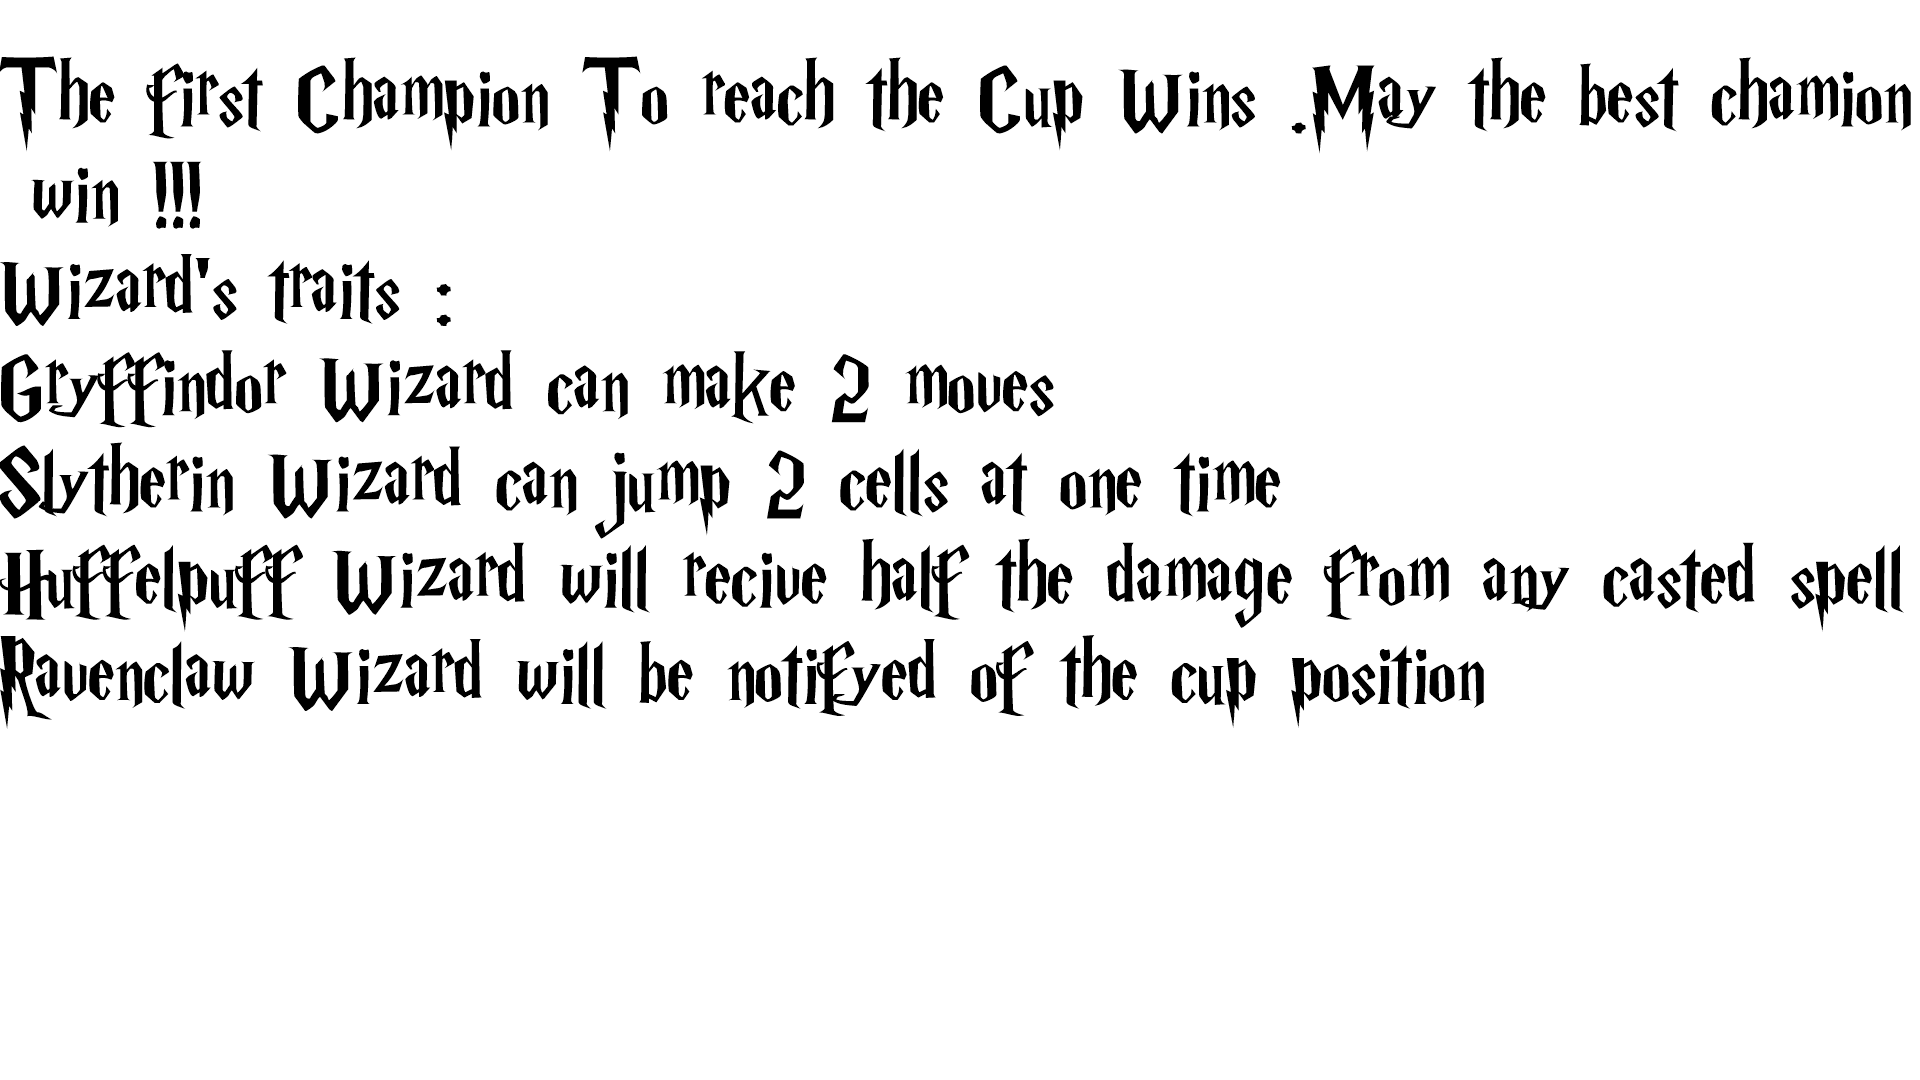 The first Champion To reach the Cup Wins .May the best chamion
win !!!
Wizard's traits :
Gryffindor Wizard can make 2 moves
Slytherin Wizard can jump 2 cells at one time
Huffelpuff Wizard will recive half the damage from any casted spell
Ravenclaw Wizard will be notifyed of the cup position